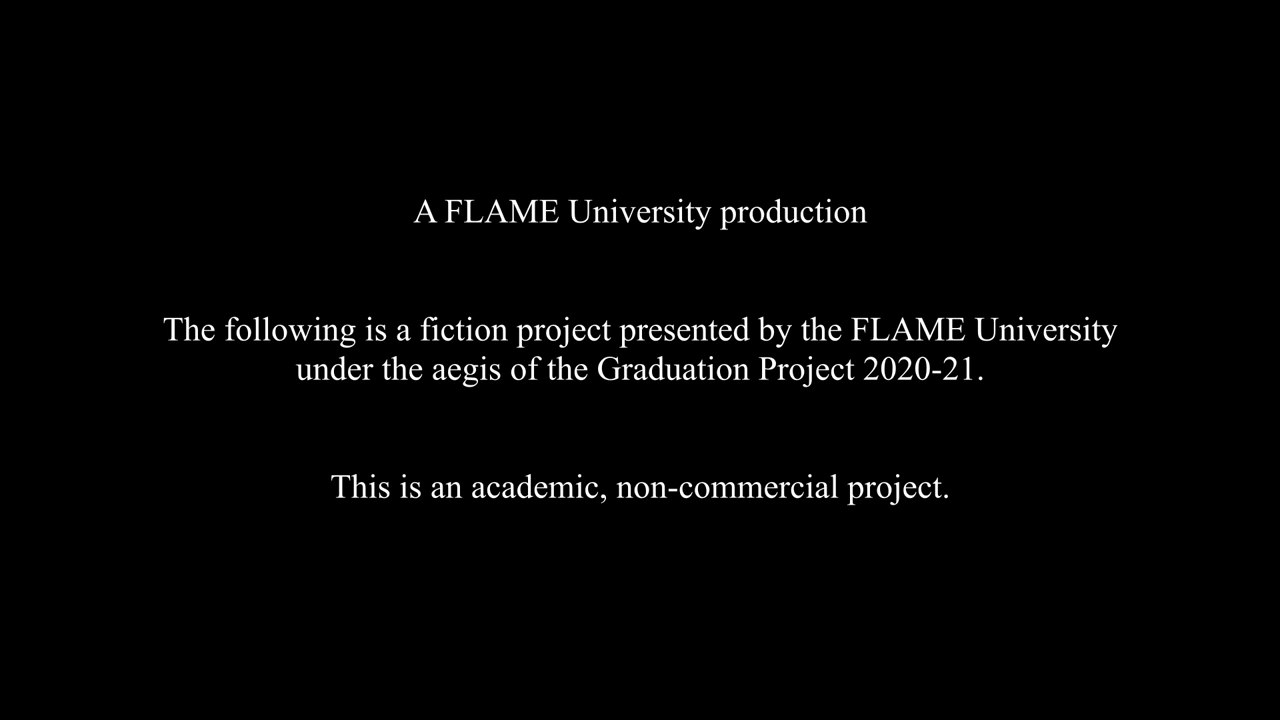 A FLAME University production
The following is a fiction project presented by the FLAME University
under the aegis of the Graduation Project 2020-21.
This is an academic, non-commercial project.